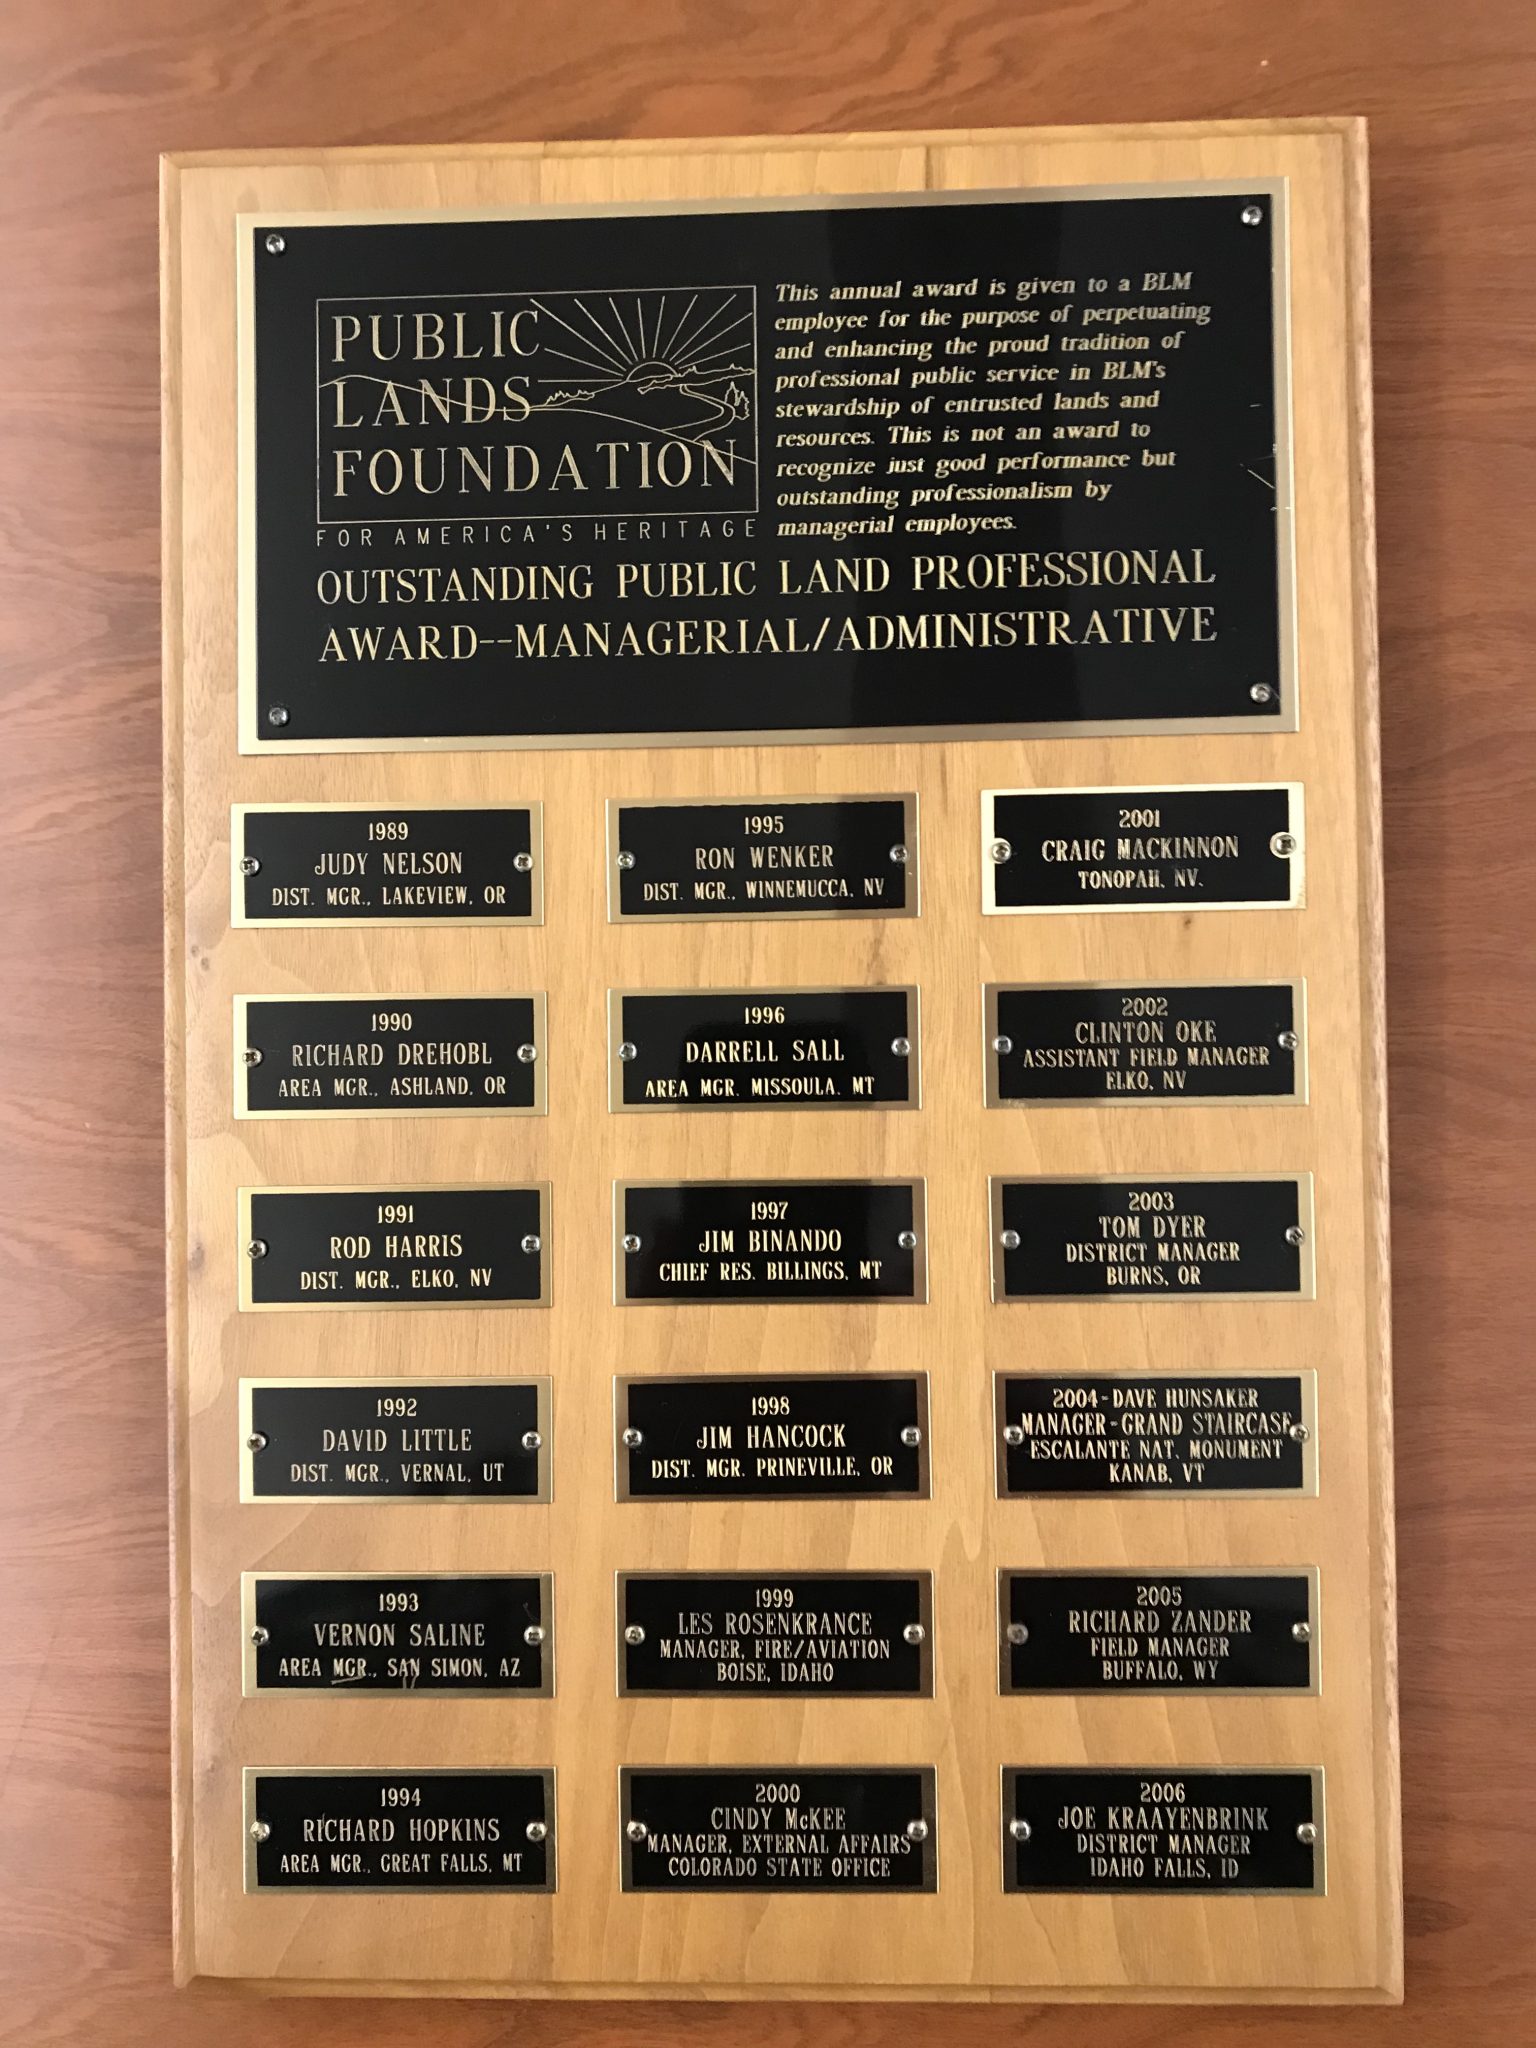 PUBLIC
LANDS
FOUNDATION
FOR AMERICA'S HERITAGE
This annual award is given to a BLM
employee for the purpose of perpetuating
and enhancing the proud tradition of
professional public service in BLM's
stewardship of entrusted lands and
resources. This is not an award to
recognize just good performance but
outstanding professionalism by
managerial employees.
OUTSTANDING PUBLIC LAND PROFESSIONAL
AWARD--MANAGERIAL/ADMINISTRATIVE
1989
JUDY NELSON
DIST. MGR., LAKEVIEW, OR
1990
RICHARD DREHOBL
AREA MGR., ASHLAND, OR
1991
ROD HARRIS
DIST. MGR., ELKO, NV
1992
DAVID LITTLE
DIST. MGR., VERNAL, UT
1993
VERNON SALINE
AREA MGR., SAN SIMON, AZ
1994
RICHARD HOPKINS
AREA MGR., GREAT FALLS, MT
1995
RON WENKER
DIST. MGR., WINNEMUCCA, NV
1996
DARRELL SALL
AREA MGR. MISSOULA, MT
1997
JIM BINANDO
CHIEF RES. BILLINGS, MT
1998
JIM HANCOCK
DIST. MGR. PRINEVILLE, OR
1999
LES ROSENKRANCE
MANAGER, FIRE/AVIATION
BOISE, IDAHO
2000
CINDY McKEE
MANAGER, EXTERNAL AFFAIRS
COLORADO STATE OFFICE
2001
CRAIG MACKINNON
TONOPAH, NV.
2002
CLINTON OKE
ASSISTANT FIELD MANAGER
ELKO, NV
2003
TOM DYER
DISTRICT MANAGER
BURNS, OR
2004-DAVE HUNSAKER
MANAGER-GRAND STAIRCASE
ESCALANTE NAT. MONUMENT
KANAB, VT
2005
RICHARD ZANDER
FIELD MANAGER
BUFFALO, WY
2006
JOE KRAAYENBRINK
DISTRICT MANAGER
IDAHO FALLS, ID